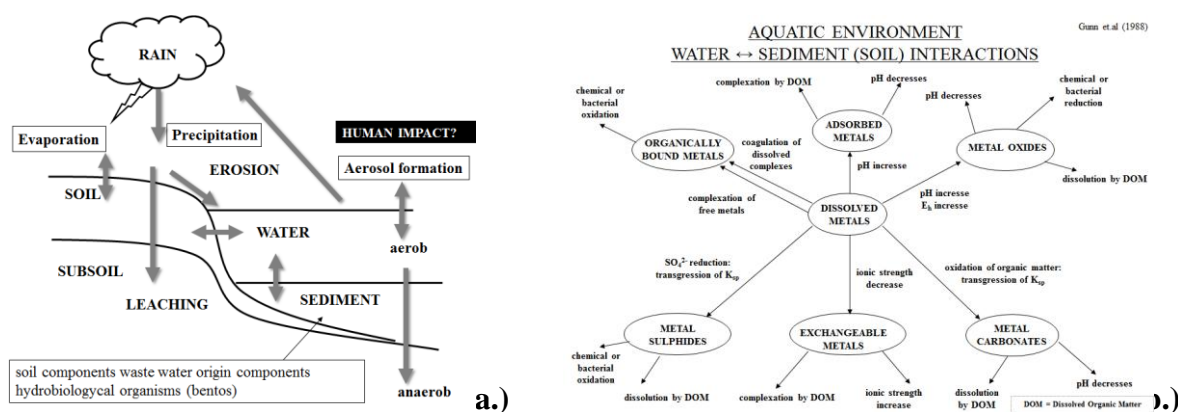 RAIN
Evaporation
Precipitation
HUMAN IMPACT?
EROSION
Aerosol formation
SOIL
WATER
aerob
SUBSOIL
LEACHING
SEDIMENT
soil components waste water origin components
hydrobiologycal organisms (bentos)
anaerob
a.)
Gunn et.al (1988)
AQUATIC ENVIRONMENT
WATER ↔ SEDIMENT (SOIL) INTERACTIONS
complexation by DOM
pH decreases
chemical or
bacterial
oxidation
ADSORBED
METALS
pH decreases
chemical or
bacterial
reduction
ORGANICALLY
BOUND METALS
coagulation of
dissolved
complexes
METAL OXIDES
pH increase
dissolution by DOM
complexation of
free metals
DISSOLVED
METALS
pH incresse
Eh incresse
SO₄²⁻ reduction:
transgression of Ksp
ionic strength
decrease
oxidation of organic matter:
transgression of Ksp
METAL
SULPHIDES
EXCHANGEABLE
METALS
METAL
CARBONATES
chemical or
bacterial
oxidation
dissolution by DOM
complexation by DOM
ionic strength
increase
dissolution
by DOM
pH decreases
DOM = Dissolved Organic Matter
.)